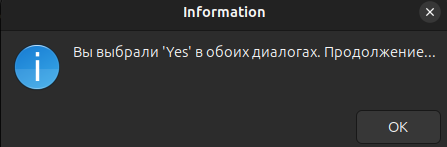 Information
Вы выбрали 'Yes' в обоих диалогах. Продолжение...
OK